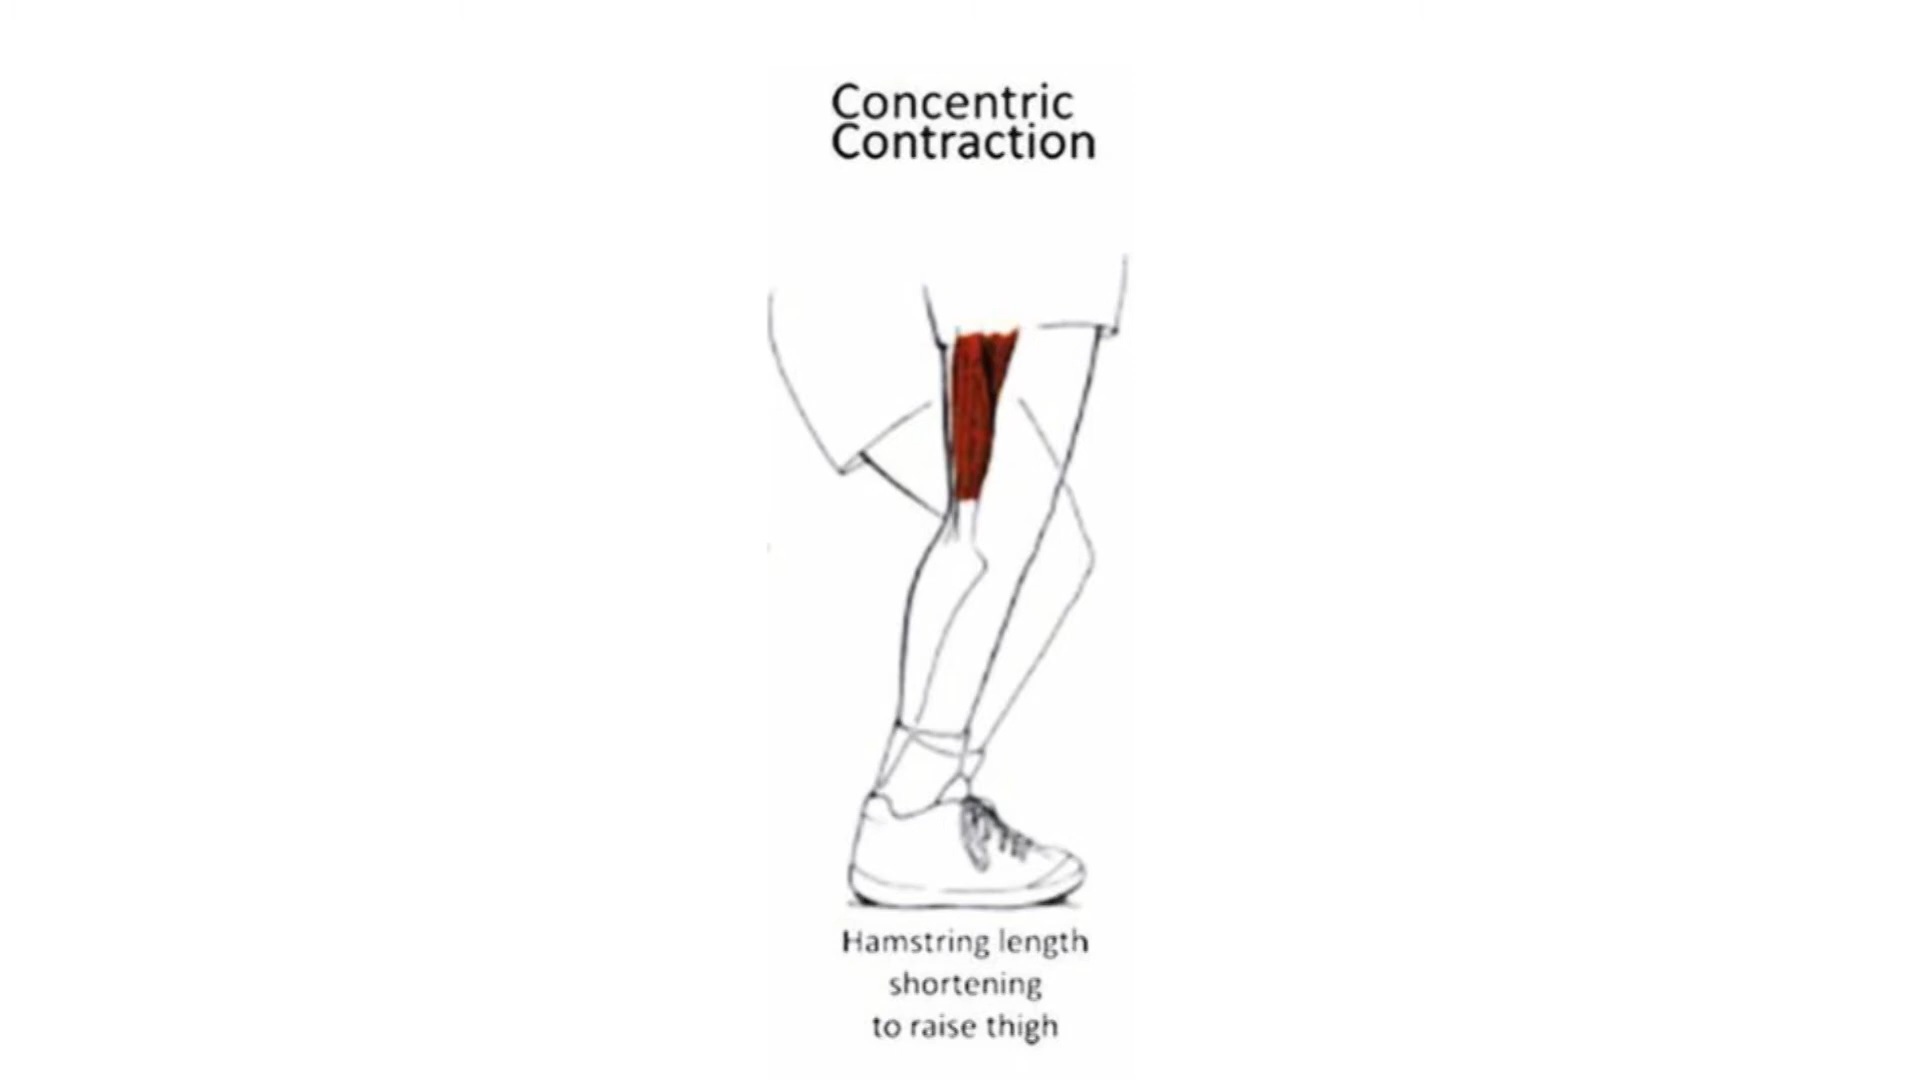 Concentric
Contraction
Hamstring length
shortening
to raise thigh